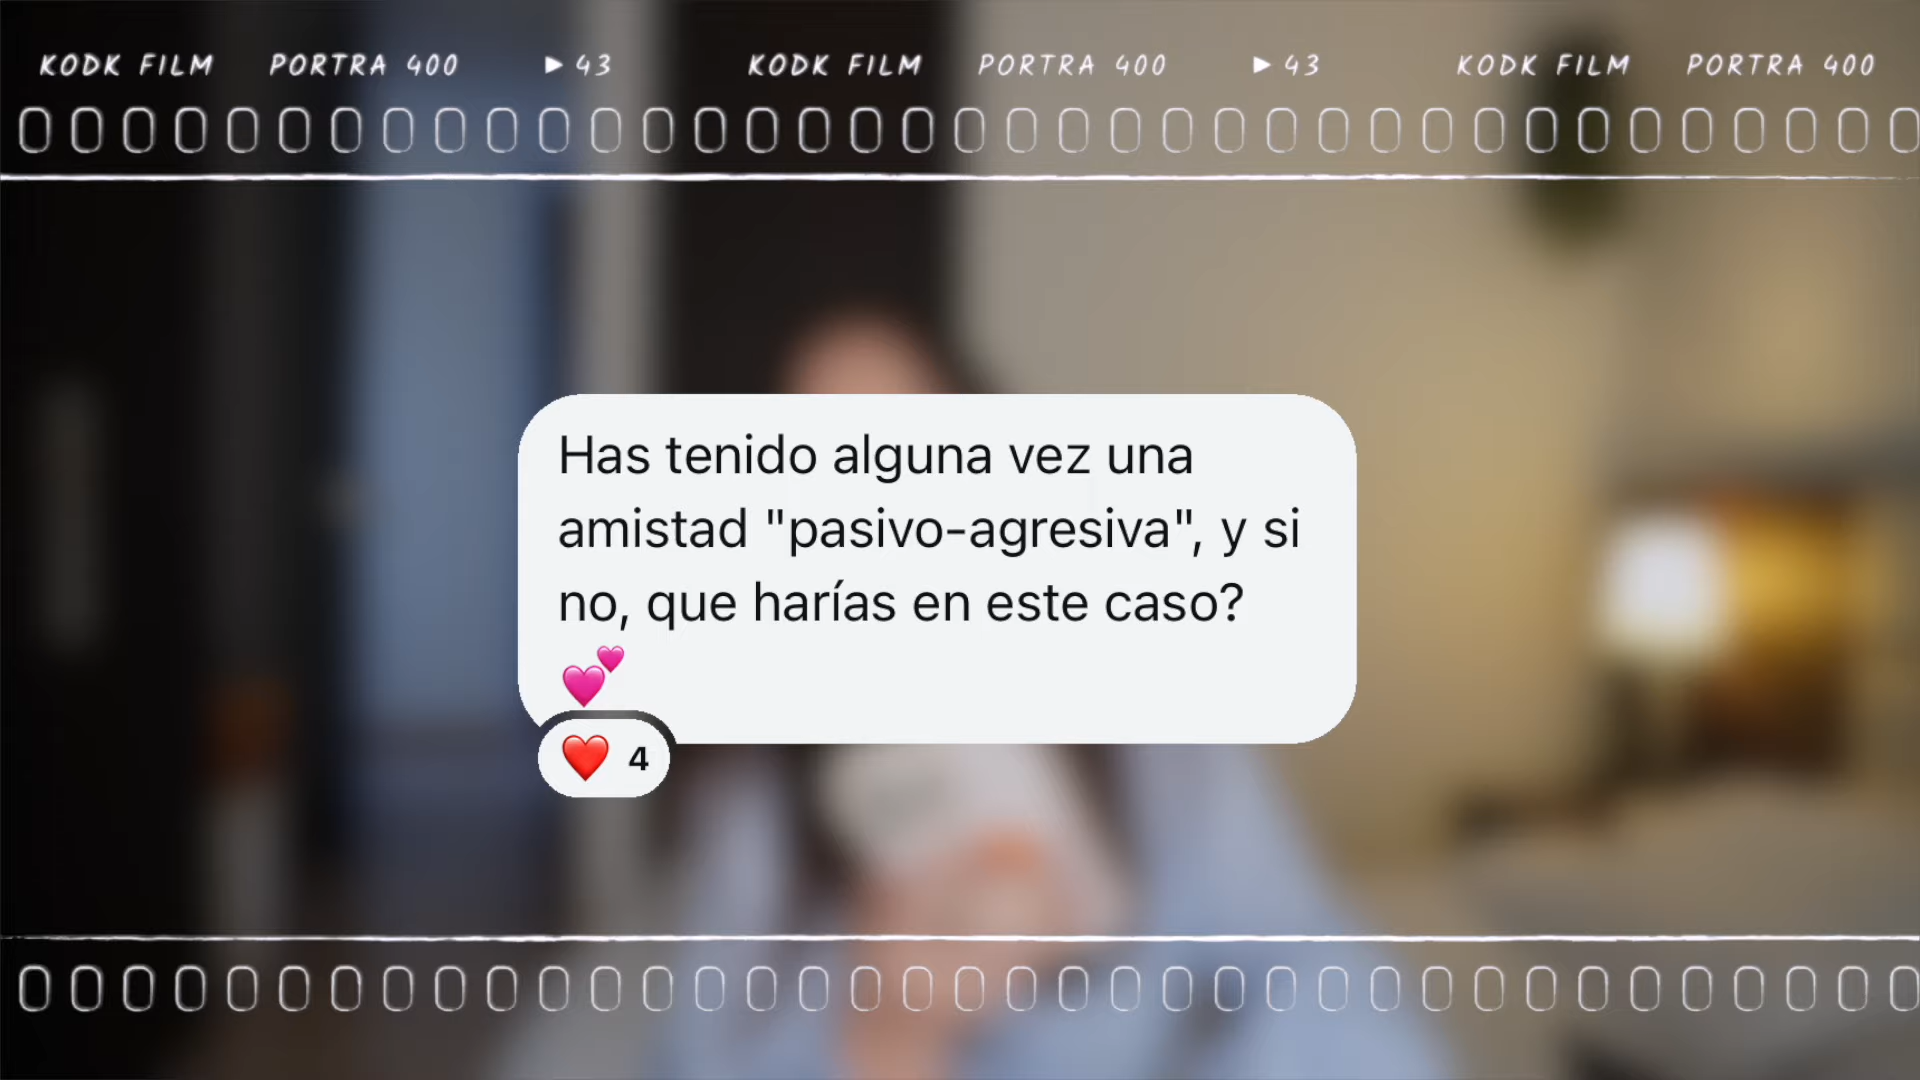 KODK FILM PORTRA 400 ▶ 43 KODK FILM PORTRA 400 ▶ 43 KODK FILM PORTRA 400
Has tenido alguna vez una
amistad "pasivo-agresiva", y si
no, que harías en este caso?
💕
❤️ 4